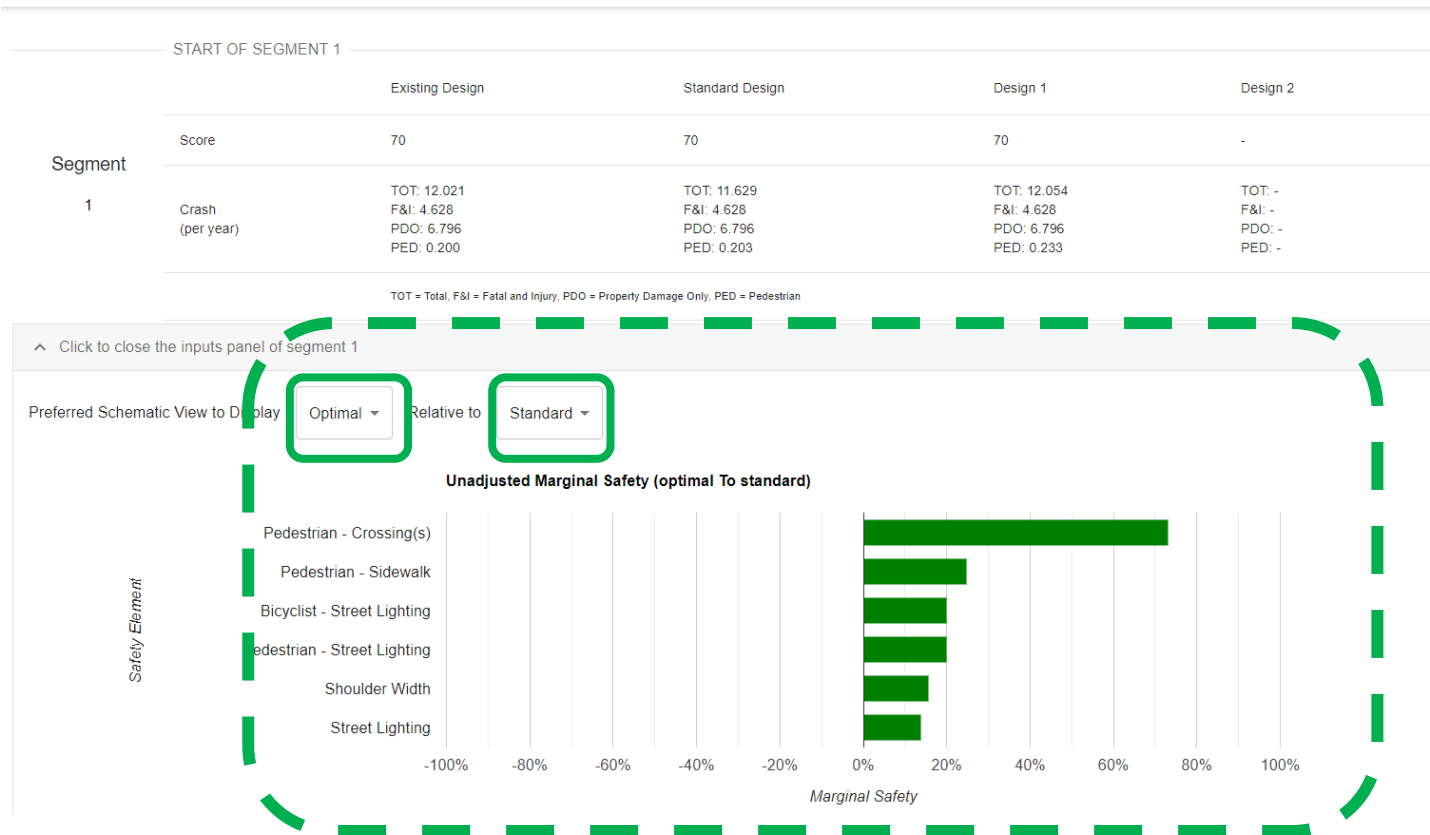 START OF SEGMENT 1
Existing Design Standard Design Design 1 Design 2
Segment
1
Score 70 70 70 -
Crash
(per year)
TOT: 12.021 TOT: 11.629 TOT: 12.054 TOT: -
F&I: 4.628 F&I: 4.628 F&I: 4.628 F&I: -
PDO: 6.796 PDO: 6.796 PDO: 6.796 PDO: -
PED: 0.200 PED: 0.203 PED: 0.233 PED: -
TOT = Total, F&I = Fatal and Injury, PDO = Property Damage Only, PED = Pedestrian
Click to close the inputs panel of segment 1
Preferred Schematic View to Display Optimal Relative to Standard
Unadjusted Marginal Safety (optimal To standard)
Safety Element
Pedestrian - Crossing(s)
Pedestrian - Sidewalk
Bicyclist - Street Lighting
edestrian - Street Lighting
Shoulder Width
Street Lighting
-100% -80% -60% -40% -20% 0% 20% 40% 60% 80% 100%
Marginal Safety